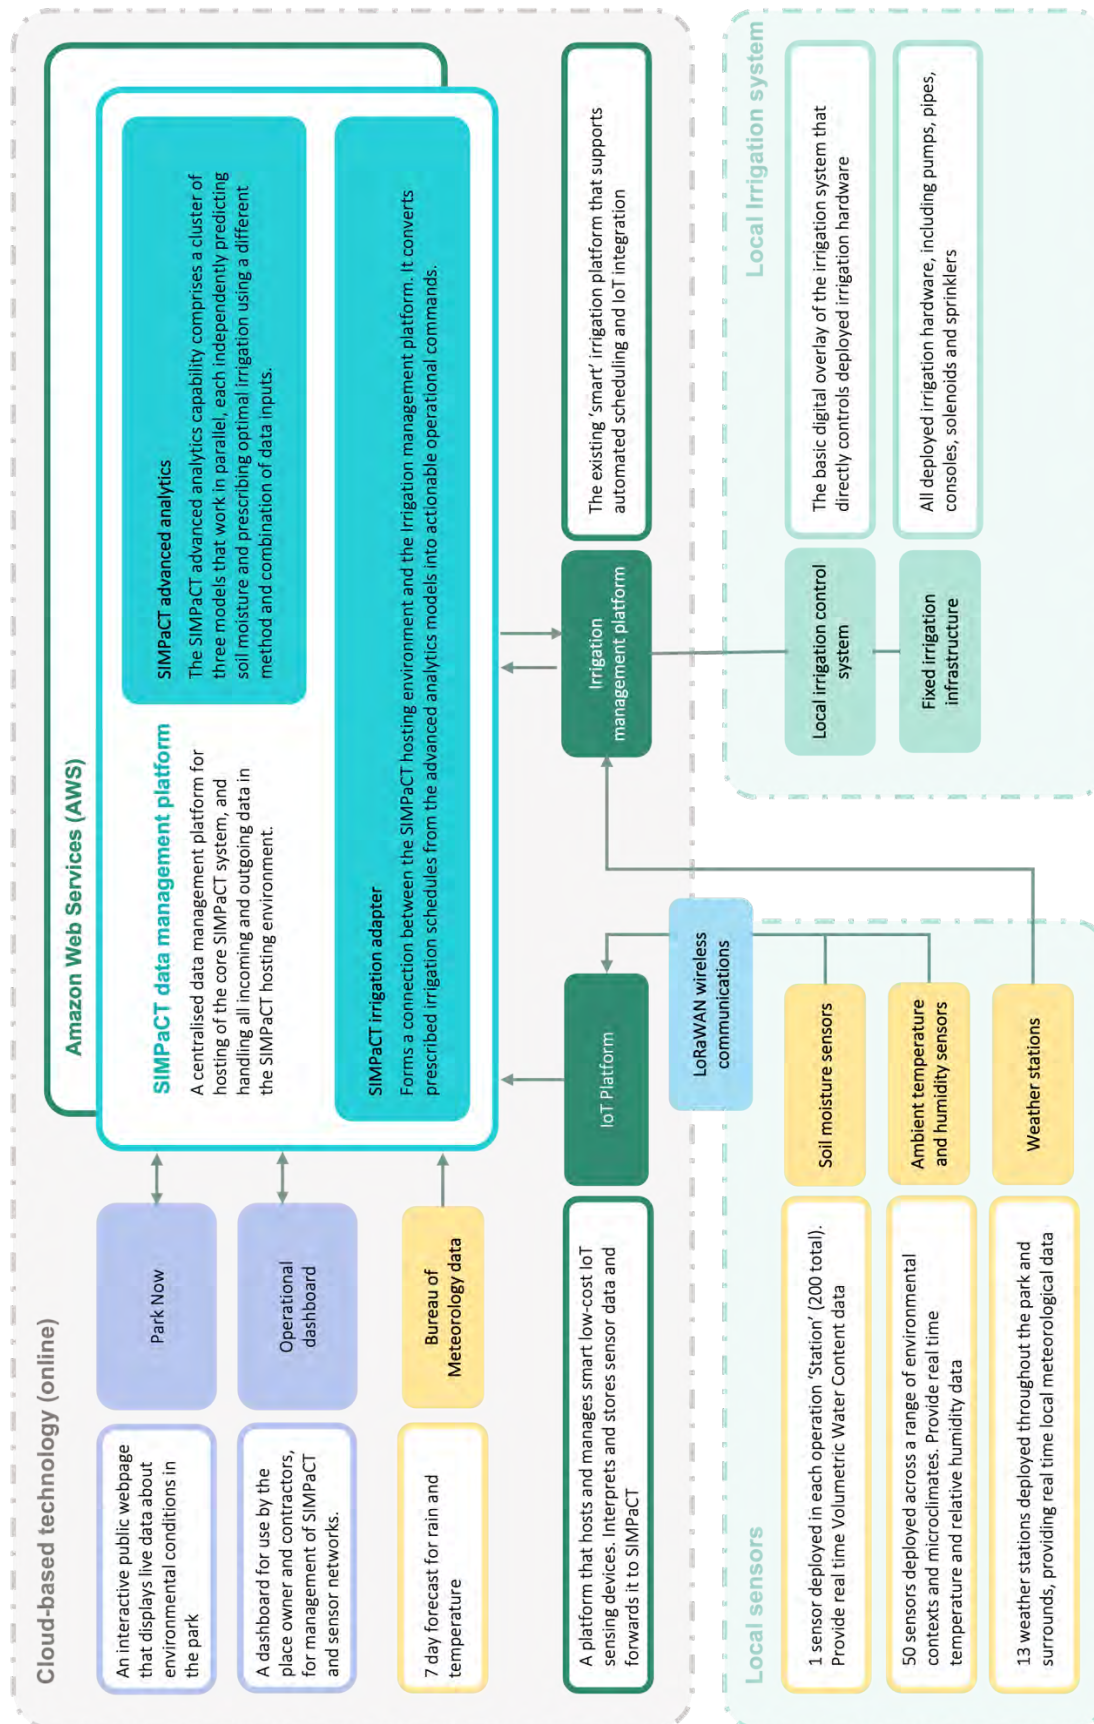 Cloud-based technology (online)
An interactive public webpage
that displays live data about
environmental conditions in
the park
Park Now
A dashboard for use by the
place owner and contractors,
for management of SIMPaCT
and sensor networks.
Operational
dashboard
7 day forecast for rain and
temperature
Bureau of
Meteorology data
Amazon Web Services (AWS)
SIMPaCT data management platform
A centralised data management platform for
hosting of the core SIMPaCT system, and
handling all incoming and outgoing data in
the SIMPaCT hosting environment.
SIMPaCT advanced analytics
The SIMPaCT advanced analytics capability comprises a cluster of
three models that work in parallel, each independently predicting
soil moisture and prescribing optimal irrigation using a different
method and combination of data inputs.
SIMPaCT irrigation adapter
Forms a connection between the SIMPaCT hosting environment and the Irrigation management platform. It converts
prescribed irrigation schedules from the advanced analytics models into actionable operational commands.
A platform that hosts and manages smart low-cost IoT
sensing devices. Interprets and stores sensor data and
forwards it to SIMPaCT
IoT Platform
Irrigation
management platform
The existing ‘smart’ irrigation platform that supports
automated scheduling and IoT integration
LoRaWAN wireless
communications
Local sensors
1 sensor deployed in each operation ‘Station’ (200 total).
Provide real time Volumetric Water Content data
Soil moisture sensors
50 sensors deployed across a range of environmental
contexts and microclimates. Provide real time
temperature and relative humidity data
Ambient temperature
and humidity sensors
13 weather stations deployed throughout the park and
surrounds, providing real time local meteorological data
Weather stations
Local Irrigation system
Local irrigation control
system
The basic digital overlay of the irrigation system that
directly controls deployed irrigation hardware
Fixed irrigation
infrastructure
All deployed irrigation hardware, including pumps, pipes,
consoles, solenoids and sprinklers